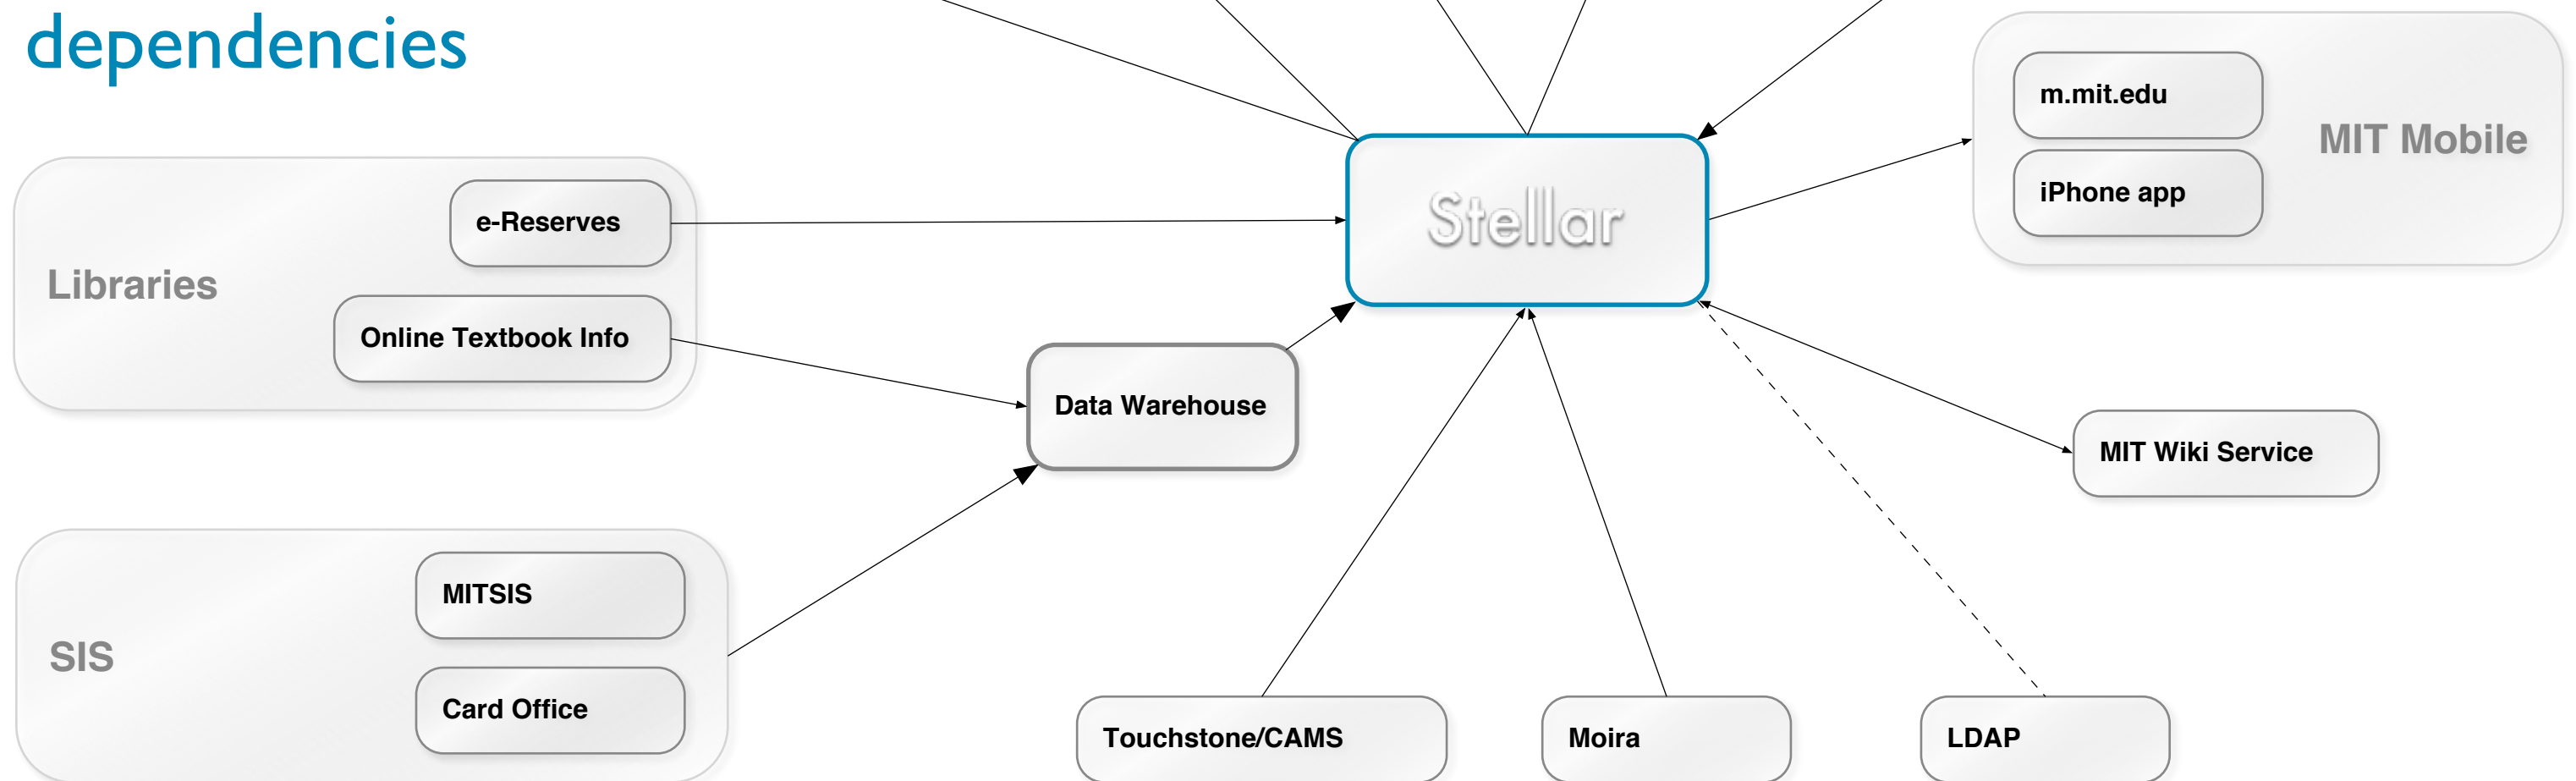 dependencies
m.mit.edu
MIT Mobile
iPhone app
Stellar
e-Reserves
Libraries
Online Textbook Info
Data Warehouse
MIT Wiki Service
MITSIS
SIS
Card Office
Touchstone/CAMS
Moira
LDAP